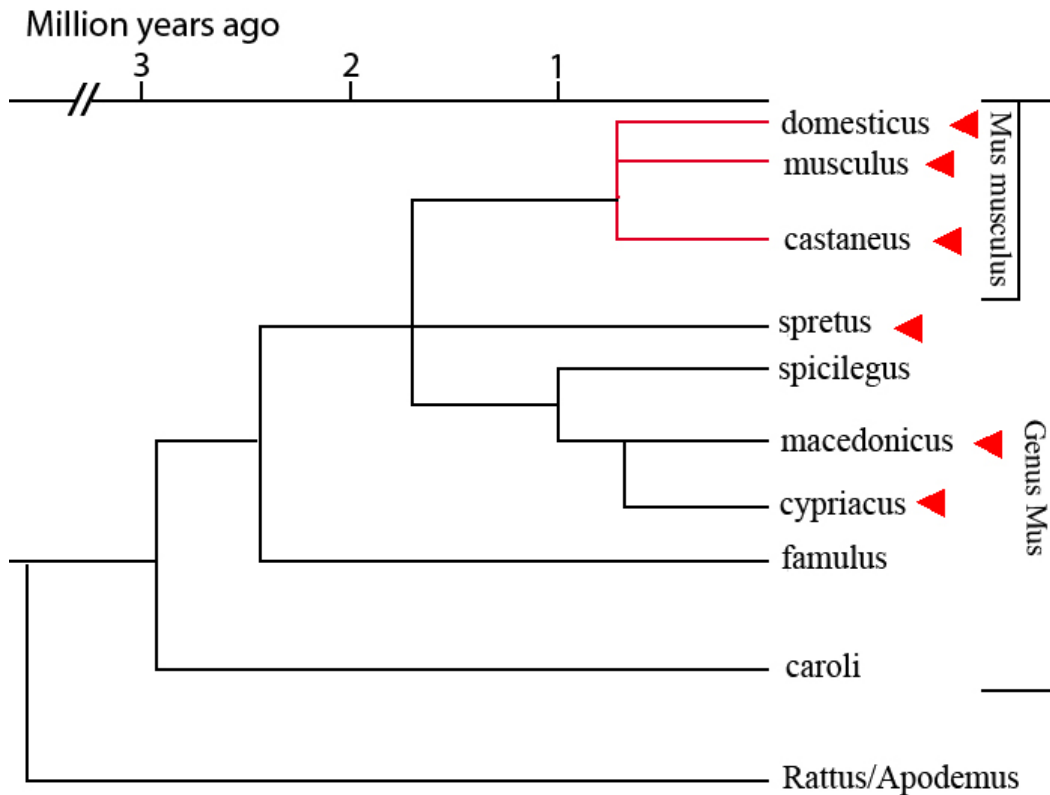 Million years ago
3 2 1
domesticus
musculus
castaneus
Mus musculus
spretus
spicilegus
macedonicus
cypriacus
Genus Mus
famulus
caroli
Rattus/Apodemus